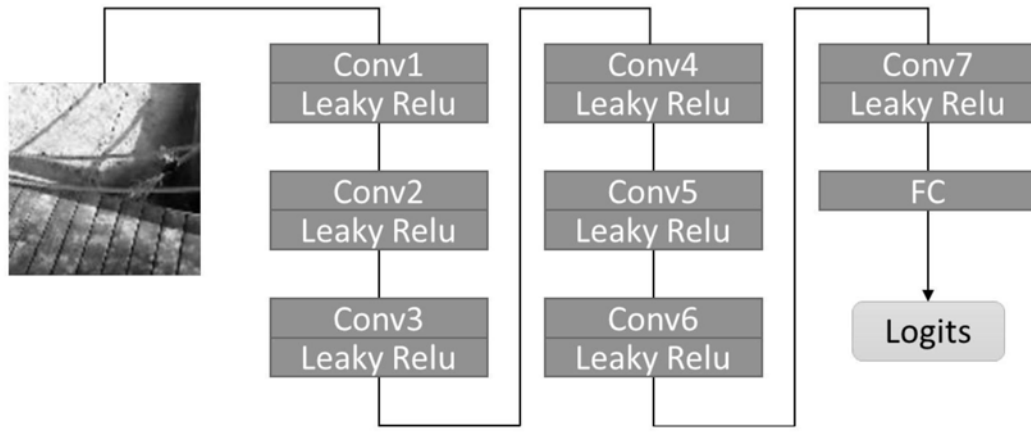 Conv1
Leaky Relu
Conv2
Leaky Relu
Conv3
Leaky Relu
Conv4
Leaky Relu
Conv5
Leaky Relu
Conv6
Leaky Relu
Conv7
Leaky Relu
FC
Logits